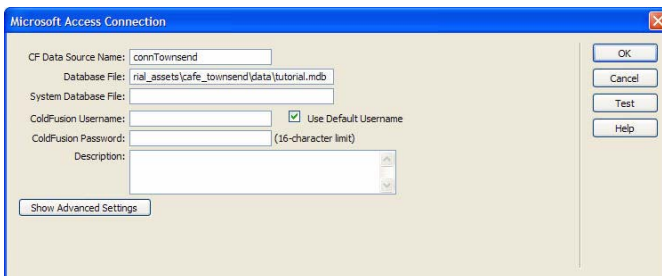 Microsoft Access Connection
CF Data Source Name: connTownsend
Database File: rial_assets\cafe_townsend\data\tutorial.mdb
System Database File:
ColdFusion Username: Use Default Username
ColdFusion Password: (16-character limit)
Description:
Show Advanced Settings
OK
Cancel
Test
Help